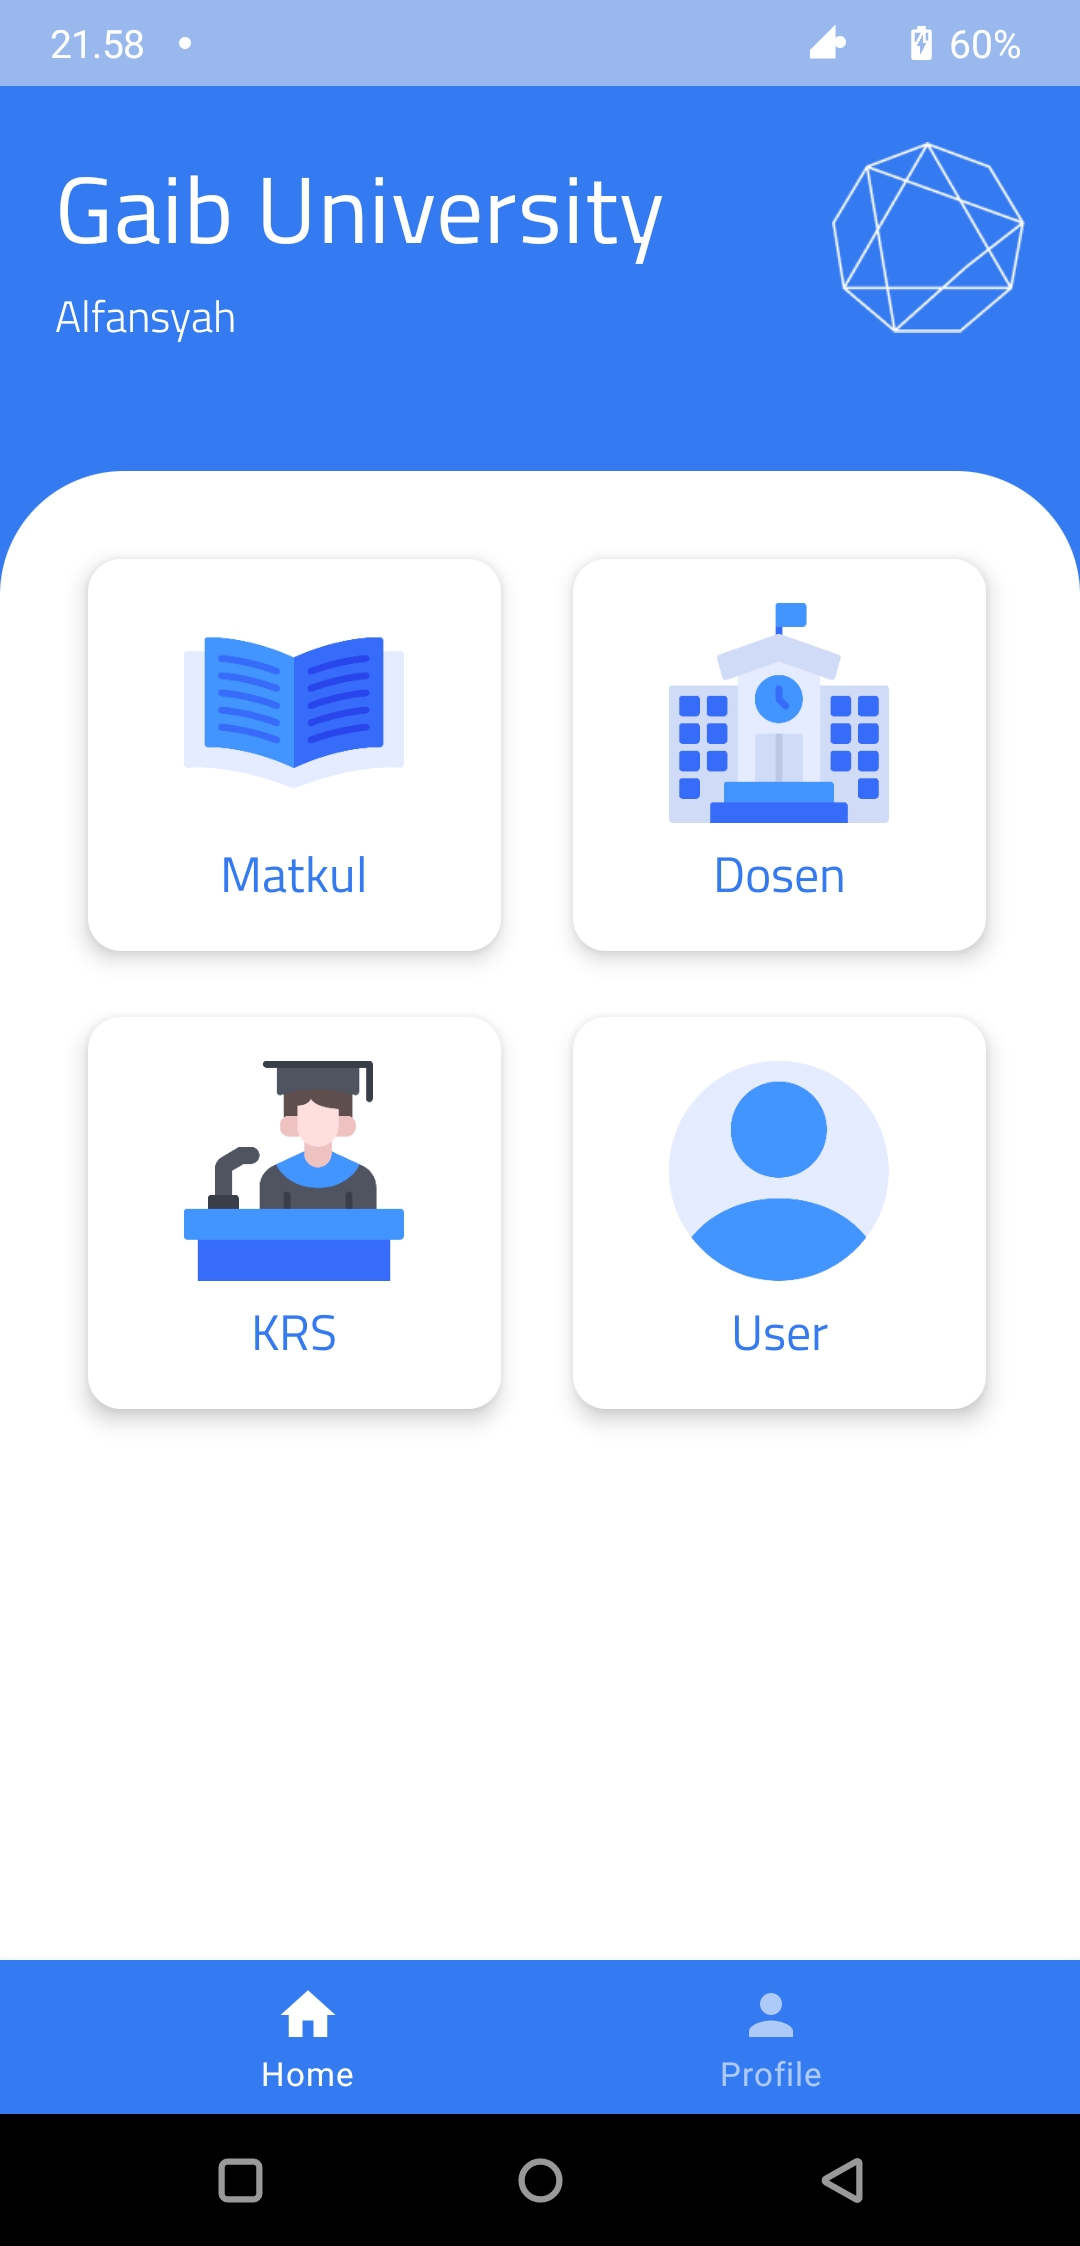 21.58 60%
Gaib University
Alfansyah
Matkul
Dosen
KRS
User
Home
Profile